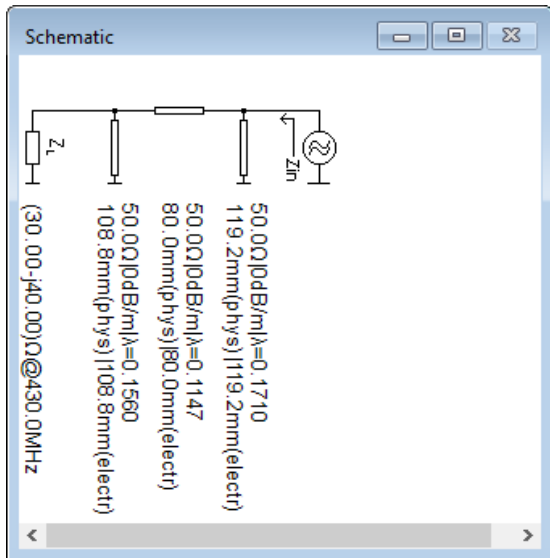 Schematic
Zin
ZL
50.0Ω|0dB/m|λ=0.1710
119.2mm(phys)|119.2mm(electr)
50.0Ω|0dB/m|λ=0.1147
80.0mm(phys)|80.0mm(electr)
50.0Ω|0dB/m|λ=0.1560
108.8mm(phys)|108.8mm(electr)
(30.00-j40.00)Ω@430.0MHz